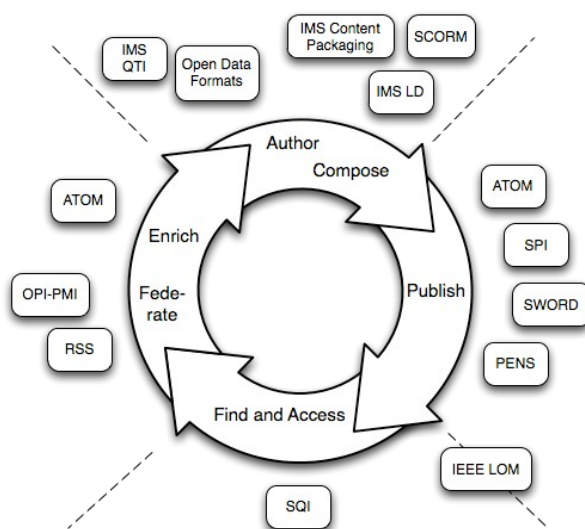 IMS
QTI
Open Data
Formats
IMS Content
Packaging
SCORM
IMS LD
Author
Compose
ATOM
ATOM
Enrich
SPI
OPI-PMI
Fede-
rate
Publish
SWORD
RSS
PENS
Find and Access
IEEE LOM
SQI